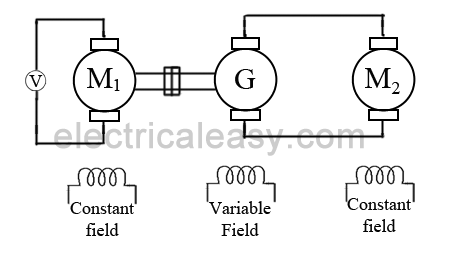 V
M₁
G
M₂
electricaleasy.com
Constant
field
Variable
Field
Constant
field